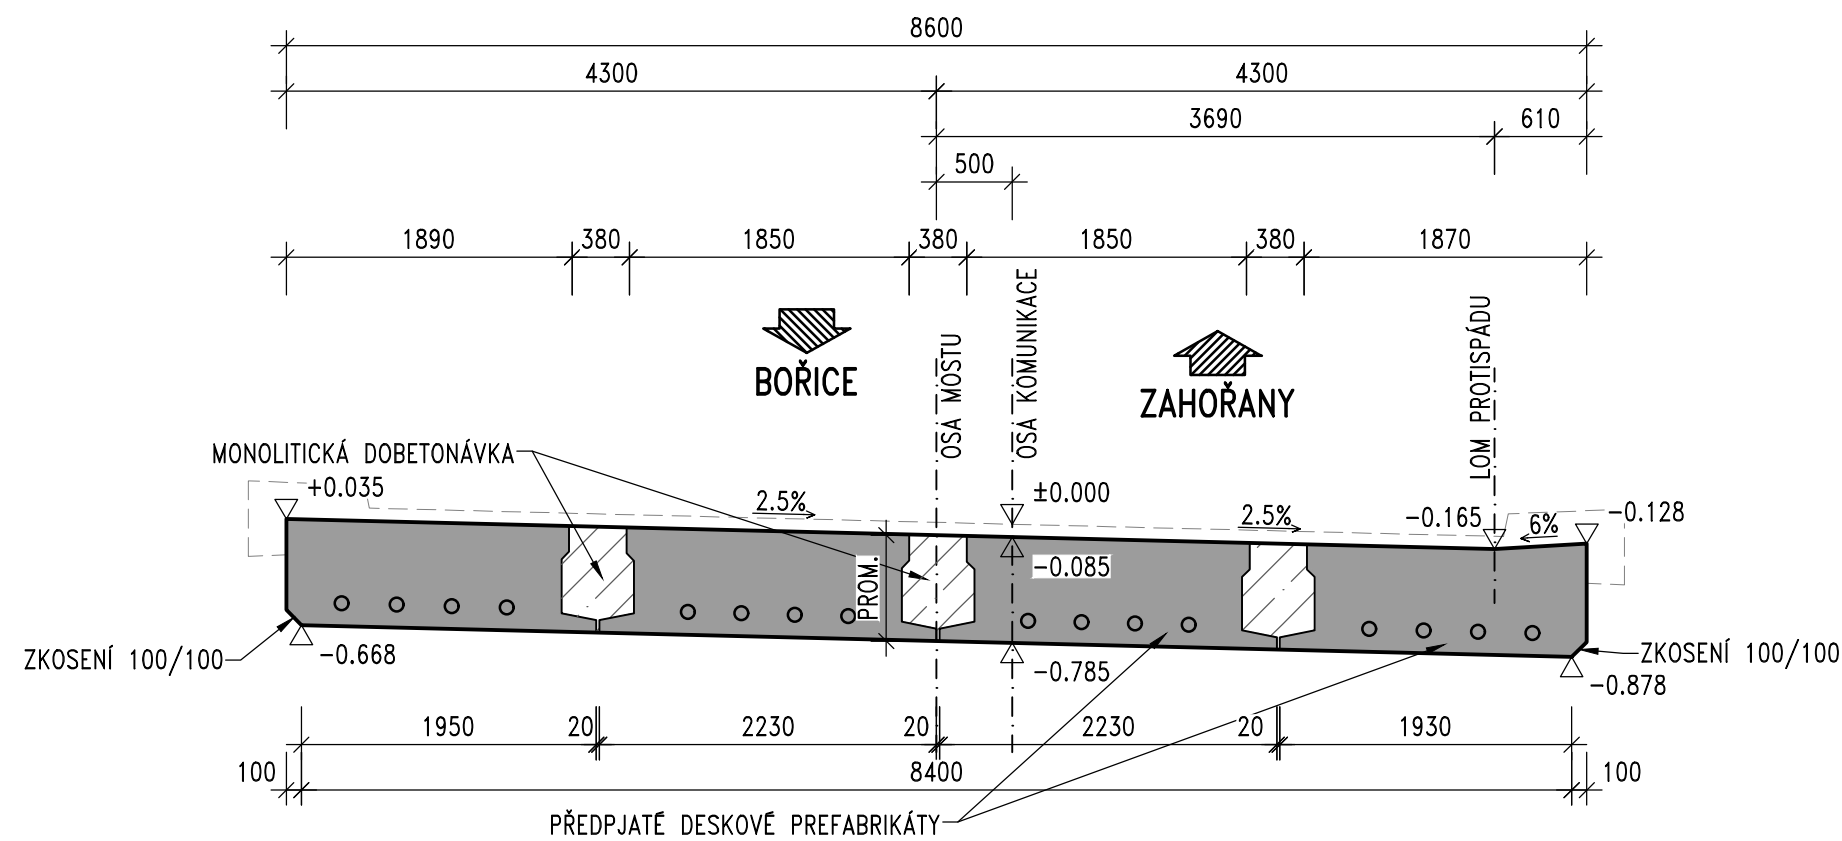 8600
4300 4300
3690 610
500
1890 380 1850 380 1850 380 1870
BOŘICE
OSA MOSTU
OSA KOMUNIKACE
ZAHOŘANY
LOM PROTISPÁDU
MONOLITICKÁ DOBETONÁVKA
+0.035
2.5%
±0.000
2.5%
-0.165
6%
-0.128
PROM.
-0.085
ZKOSENÍ 100/100
-0.668
-0.785
-0.878
ZKOSENÍ 100/100
1950 20 2230 20 2230 20 1930
100 8400 100
PŘEDPJATÉ DESKOVÉ PREFABRIKÁTY